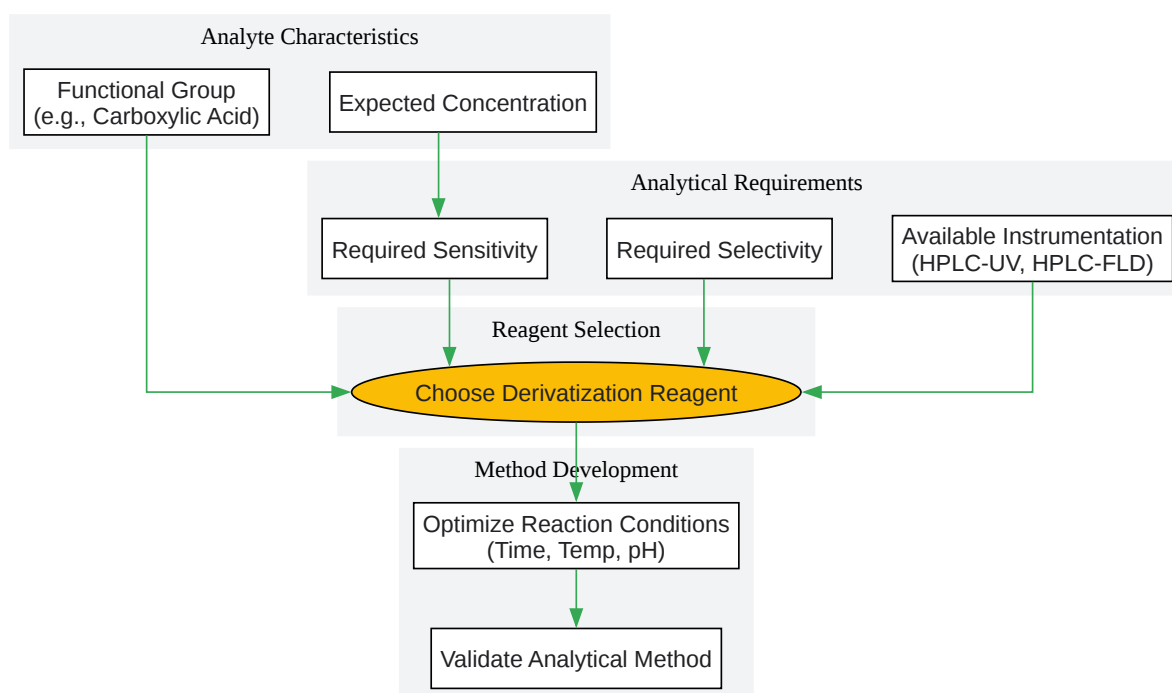 Analyte Characteristics
Functional Group
(e.g., Carboxylic Acid)
Expected Concentration
Analytical Requirements
Required Sensitivity
Required Selectivity
Available Instrumentation
(HPLC-UV, HPLC-FLD)
Reagent Selection
Choose Derivatization Reagent
Method Development
Optimize Reaction Conditions
(Time, Temp, pH)
Validate Analytical Method